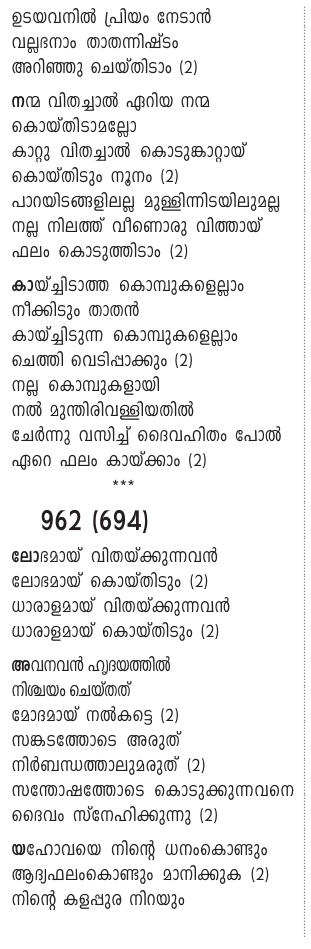 ഉടയവനിൽ പ്രിയം നേടാൻ
വല്ലഭനാം താതന്നിഷ്ടം
അറിഞ്ഞു ചെയ്തിടാം (2)
നന്മ വിതച്ചാൽ ഏറിയ നന്മ
കൊയ്തിടാമല്ലോ
കാറ്റു വിതച്ചാൽ കൊടുങ്കാറ്റായ്
കൊയ്തിടും നൂനം (2)
പാറയിടങ്ങളിലല്ല മുള്ളിന്നിടയിലുമല്ല
നല്ല നിലത്ത് വീണൊരു വിത്തായ്
ഫലം കൊടുത്തിടാം (2)
കായ്ച്ചിടാത്ത കൊമ്പുകളെല്ലാം
നീക്കിടും താതൻ
കായ്ച്ചിടുന്ന കൊമ്പുകളെല്ലാം
ചെത്തി വെടിപ്പാക്കും (2)
നല്ല കൊമ്പുകളായി
നൽ മുന്തിരിവള്ളിയതിൽ
ചേർന്നു വസിച്ച് ദൈവഹിതം പോൽ
ഏറെ ഫലം കായ്ക്കാം (2)
***
962 (694)
ലോഭമായ് വിതയ്ക്കുന്നവൻ
ലോഭമായ് കൊയ്തിടും (2)
ധാരാളമായ് വിതയ്ക്കുന്നവൻ
ധാരാളമായ് കൊയ്തിടും (2)
അവനവൻ ഹൃദയത്തിൽ
നിശ്ചയം ചെയ്തത്
മോദമായ് നൽകട്ടെ (2)
സങ്കടത്തോടെ അരുത്
നിർബന്ധത്താലുമരുത് (2)
സന്തോഷത്തോടെ കൊടുക്കുന്നവനെ
ദൈവം സ്നേഹിക്കുന്നു (2)
യഹോവയെ നിന്റെ ധനംകൊണ്ടും
ആദ്യഫലംകൊണ്ടും മാനിക്കുക (2)
നിന്റെ കളപ്പുര നിറയും